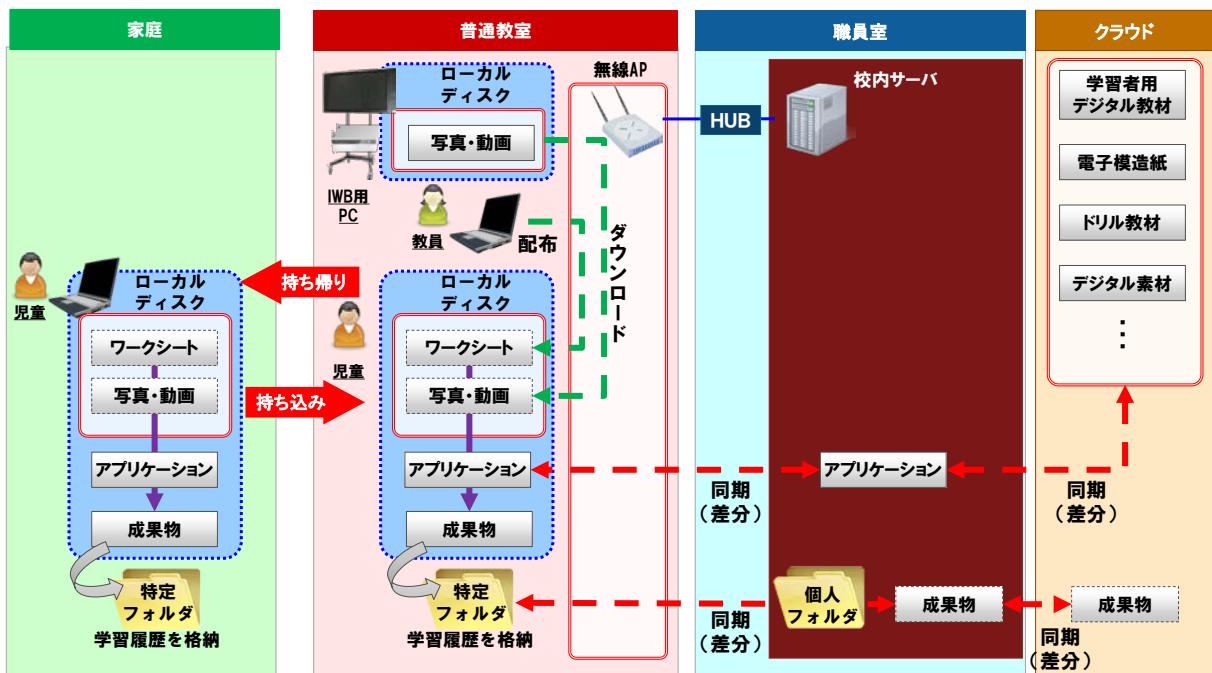 家庭
普通教室
職員室
クラウド
ローカル
ディスク
写真・動画
IWB用
PC
教員
配布
無線AP
ダウンロード
HUB
校内サーバ
学習者用
デジタル教材
電子模造紙
ドリル教材
デジタル素材
⋮
児童
持ち帰り
ローカル
ディスク
ワークシート
写真・動画
アプリケーション
成果物
特定
フォルダ
学習履歴を格納
持ち込み
児童
ローカル
ディスク
ワークシート
写真・動画
アプリケーション
成果物
特定
フォルダ
学習履歴を格納
同期
(差分)
アプリケーション
同期
(差分)
同期
(差分)
個人
フォルダ
成果物
同期
(差分)
成果物